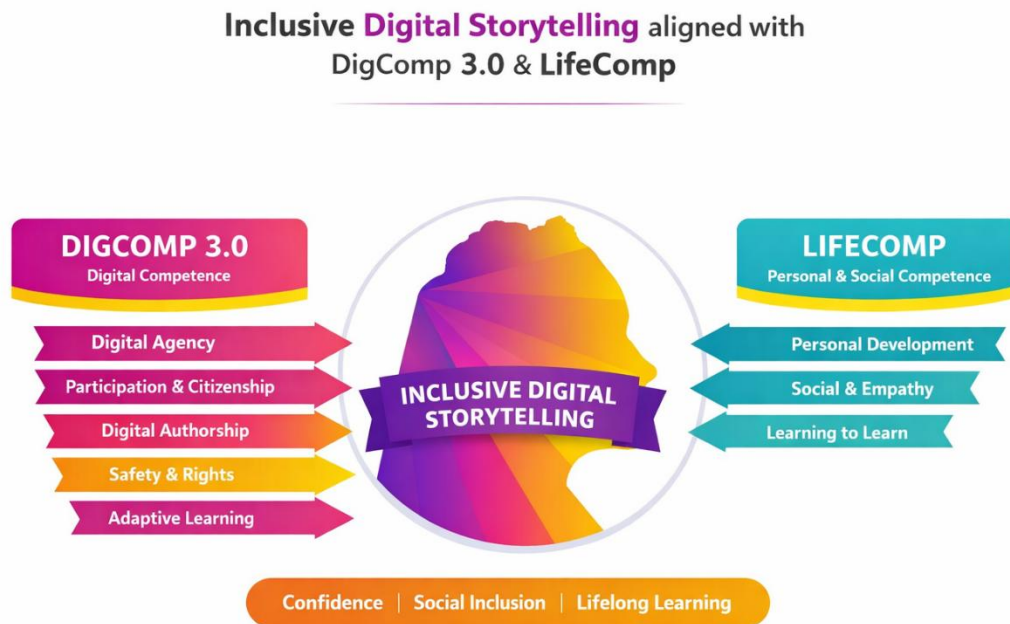 Inclusive Digital Storytelling aligned with
DigComp 3.0 & LifeComp
DIGCOMP 3.0
Digital Competence
Digital Agency
Participation & Citizenship
Digital Authorship
Safety & Rights
Adaptive Learning
INCLUSIVE DIGITAL
STORYTELLING
LIFECOMP
Personal & Social Competence
Personal Development
Social & Empathy
Learning to Learn
Confidence | Social Inclusion | Lifelong Learning